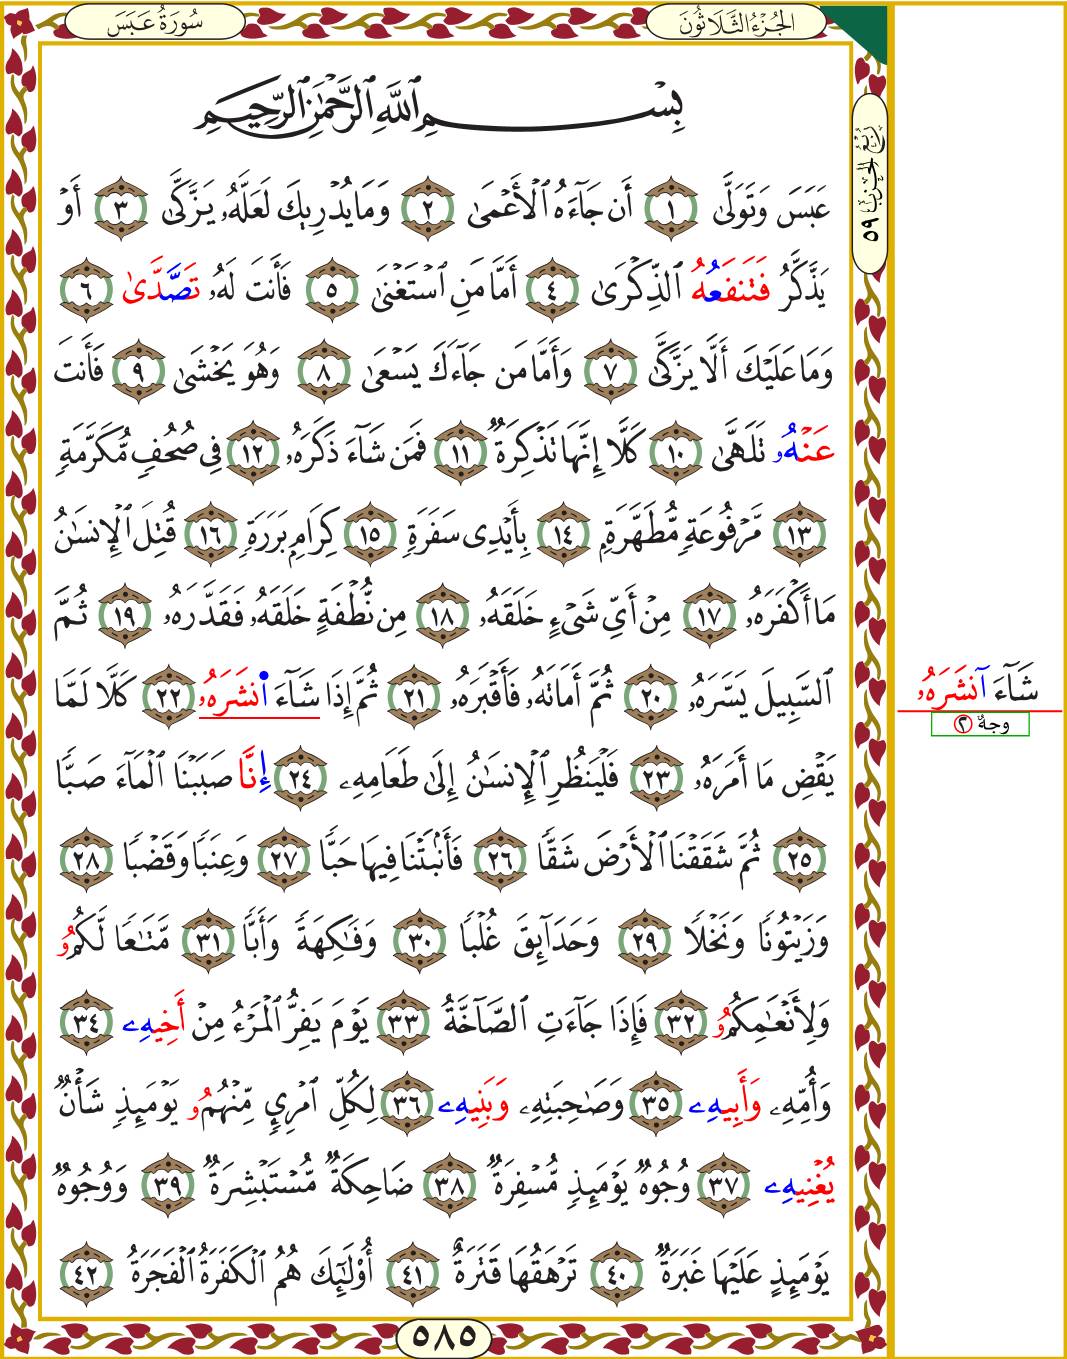 سُورَةُ عَبَسَ
الجُزْءُ الثَّلَاثُونَ
رُبْعُ الحِزْبِ ٥٩
بِسْمِ ٱللَّهِ ٱلرَّحْمَٰنِ ٱلرَّحِيمِ
عَبَسَ وَتَوَلَّىٰ ١ أَن جَآءَهُ ٱلْأَعْمَىٰ ٢ وَمَا يُدْرِيكَ لَعَلَّهُۥ يَزَّكَّىٰ ٣ أَوْ
يَذَّكَّرُ فَتَنفَعُهُ ٱلذِّكْرَىٰ ٤ أَمَّا مَنِ ٱسْتَغْنَىٰ ٥ فَأَنتَ لَهُۥ تَصَّدَّىٰ ٦
وَمَا عَلَيْكَ أَلَّا يَزَّكَّىٰ ٧ وَأَمَّا مَن جَآءَكَ يَسْعَىٰ ٨ وَهُوَ يَخْشَىٰ ٩ فَأَنتَ
عَنْهُۥ تَلَهَّىٰ ١٠ كَلَّا إِنَّهَا تَذْكِرَةٌ ١١ فَمَن شَآءَ ذَكَرَهُۥ ١٢ فِى صُحُفٍ مُّكَرَّمَةٍ
١٣ مَّرْفُوعَةٍ مُّطَهَّرَةٍۭ ١٤ بِأَيْدِى سَفَرَةٍ ١٥ كِرَامٍۭ بَرَرَةٍ ١٦ قُتِلَ ٱلْإِنسَٰنُ
مَا أَكْفَرَهُۥ ١٧ مِنْ أَىِّ شَىْءٍ خَلَقَهُۥ ١٨ مِن نُّطْفَةٍ خَلَقَهُۥ فَقَدَّرَهُۥ ١٩ ثُمَّ
ٱلسَّبِيلَ يَسَّرَهُۥ ٢٠ ثُمَّ أَمَاتَهُۥ فَأَقْبَرَهُۥ ٢١ ثُمَّ إِذَا شَآءَ ٱنشَرَهُۥ ٢٢ كَلَّا لَمَّا
يَقْضِ مَا أَمَرَهُۥ ٢٣ فَلْيَنظُرِ ٱلْإِنسَٰنُ إِلَىٰ طَعَامِهِۦ ٢٤ إِنَّا صَبَبْنَا ٱلْمَآءَ صَبًّا
٢٥ ثُمَّ شَقَقْنَا ٱلْأَرْضَ شَقًّا ٢٦ فَأَنۢبَتْنَا فِيهَا حَبًّا ٢٧ وَعِنَبًا وَقَضْبًا ٢٨
وَزَيْتُونًا وَنَخْلًا ٢٩ وَحَدَآئِقَ غُلْبًا ٣٠ وَفَٰكِهَةً وَأَبًّا ٣١ مَّتَٰعًا لَّكُمُۥ
وَلِأَنْعَٰمِكُمُۥ ٣٢ فَإِذَا جَآءَتِ ٱلصَّآخَّةُ ٣٣ يَوْمَ يَفِرُّ ٱلْمَرْءُ مِنْ أَخِيهِۦ ٣٤
وَأُمِّهِۦ وَأَبِيهِۦ ٣٥ وَصَٰحِبَتِهِۦ وَبَنِيهِۦ ٣٦ لِكُلِّ ٱمْرِئٍ مِّنْهُمُۥ يَوْمَئِذٍ شَأْنٌ
يُغْنِيهِۦ ٣٧ وُجُوهٌ يَوْمَئِذٍ مُّسْفِرَةٌ ٣٨ ضَاحِكَةٌ مُّسْتَبْشِرَةٌ ٣٩ وَوُجُوهٌ
يَوْمَئِذٍ عَلَيْهَا غَبَرَةٌ ٤٠ تَرْهَقُهَا قَتَرَةٌ ٤١ أُو۟لَٰٓئِكَ هُمُ ٱلْكَفَرَةُ ٱلْفَجَرَةُ ٤٢
شَآءَ آنشَرَهُۥ
وجهٌ ٢
٥٨٥